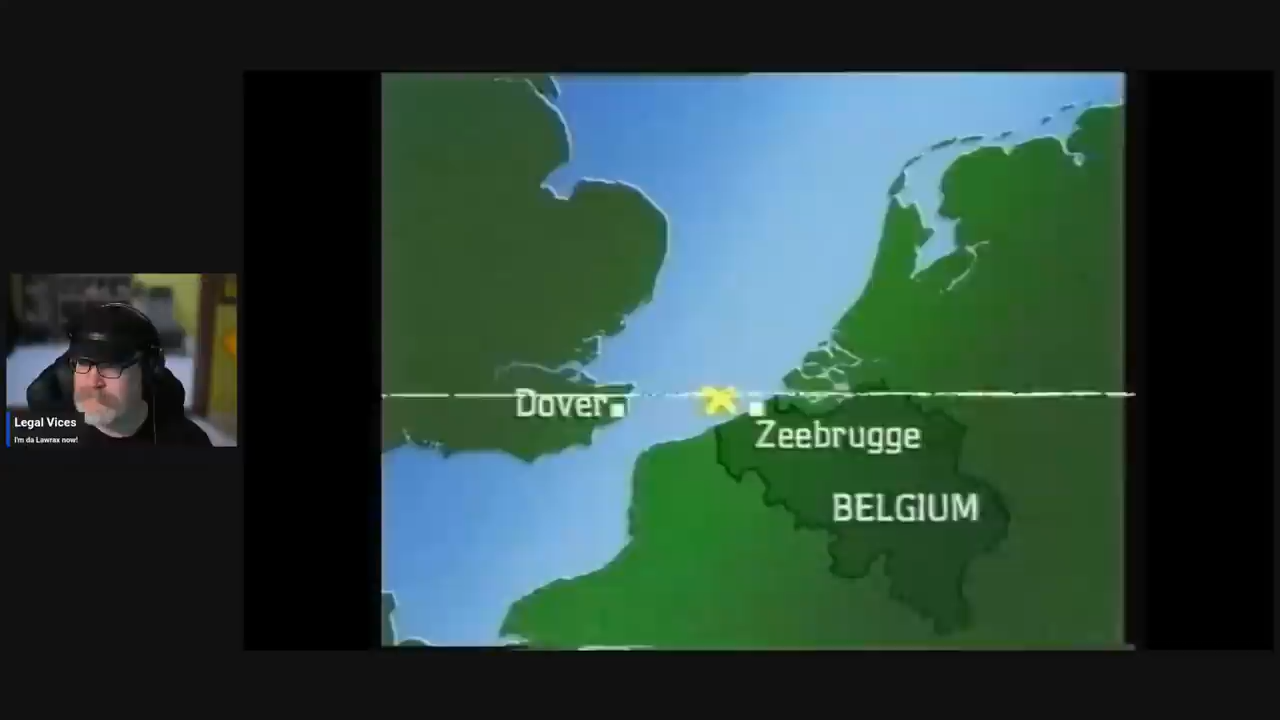 Dover
Zeebrugge
BELGIUM
Legal Vices
I'm da Lawrax now!